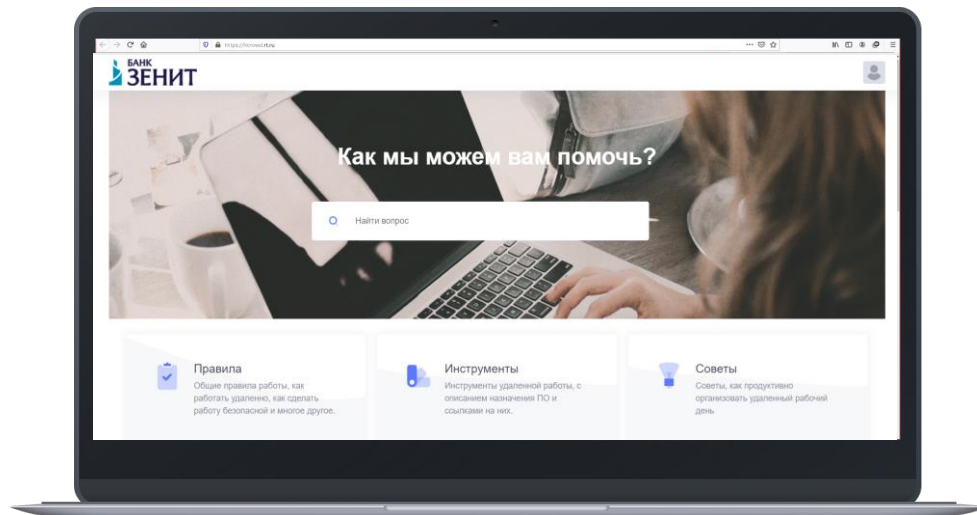 БАНК
ЗЕНИТ
Как мы можем вам помочь?
Найти вопрос
Правила
Общие правила работы, как
работать удаленно, как сделать
работу безопасной и многое другое.
Инструменты
Инструменты удаленной работы, с
описанием назначения ПО и
ссылками на них.
Советы
Советы, как продуктивно
организовать удаленный рабочий
день